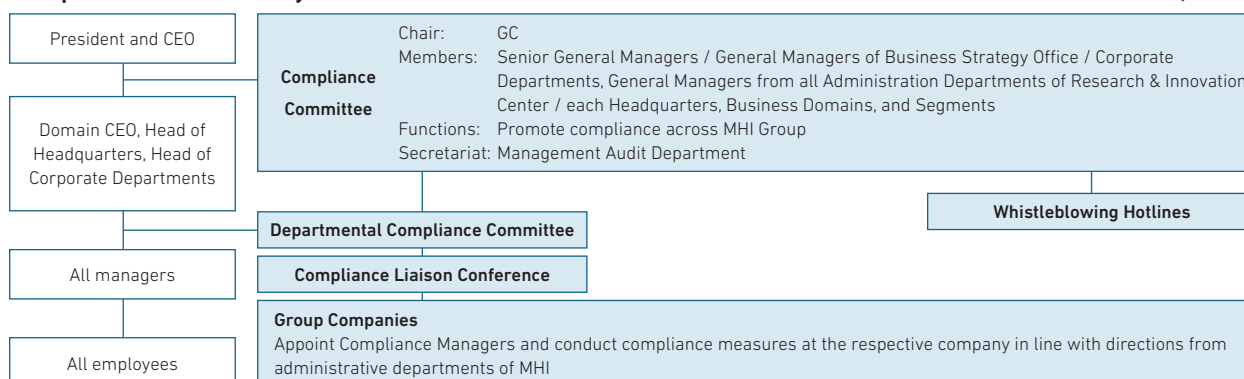 President and CEO
Compliance
Committee
Chair: GC
Members: Senior General Managers / General Managers of Business Strategy Office / Corporate
Departments, General Managers from all Administration Departments of Research & Innovation
Center / each Headquarters, Business Domains, and Segments
Functions: Promote compliance across MHI Group
Secretariat: Management Audit Department
Domain CEO, Head of
Headquarters, Head of
Corporate Departments
Whistleblowing Hotlines
Departmental Compliance Committee
All managers
Compliance Liaison Conference
Group Companies
Appoint Compliance Managers and conduct compliance measures at the respective company in line with directions from
administrative departments of MHI
All employees